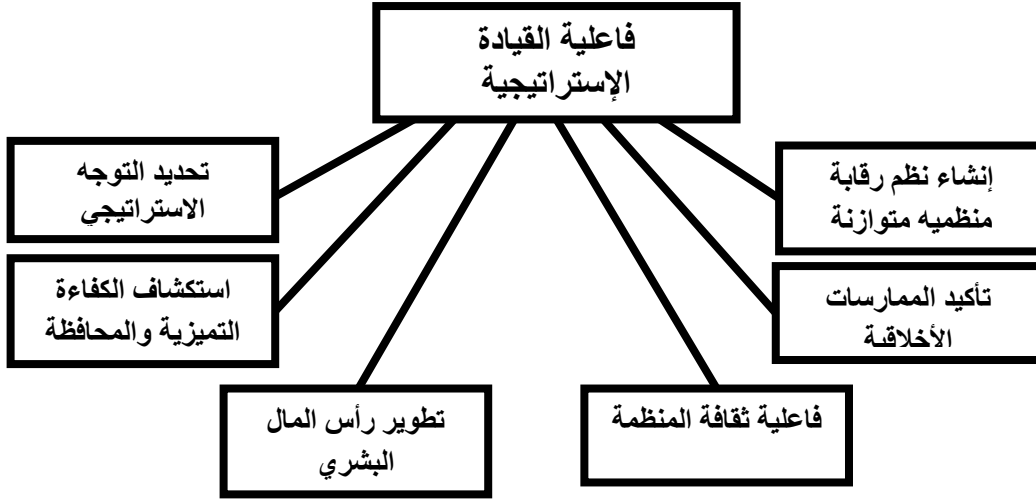 فاعلية القيادة
الإستراتيجية
إنشاء نظم رقابة
منظميه متوازنة
تحديد التوجه
الاستراتيجي
تأكيد الممارسات
الأخلاقية
استكشاف الكفاءة
التميزية والمحافظة
فاعلية ثقافة المنظمة
تطوير رأس المال
البشري